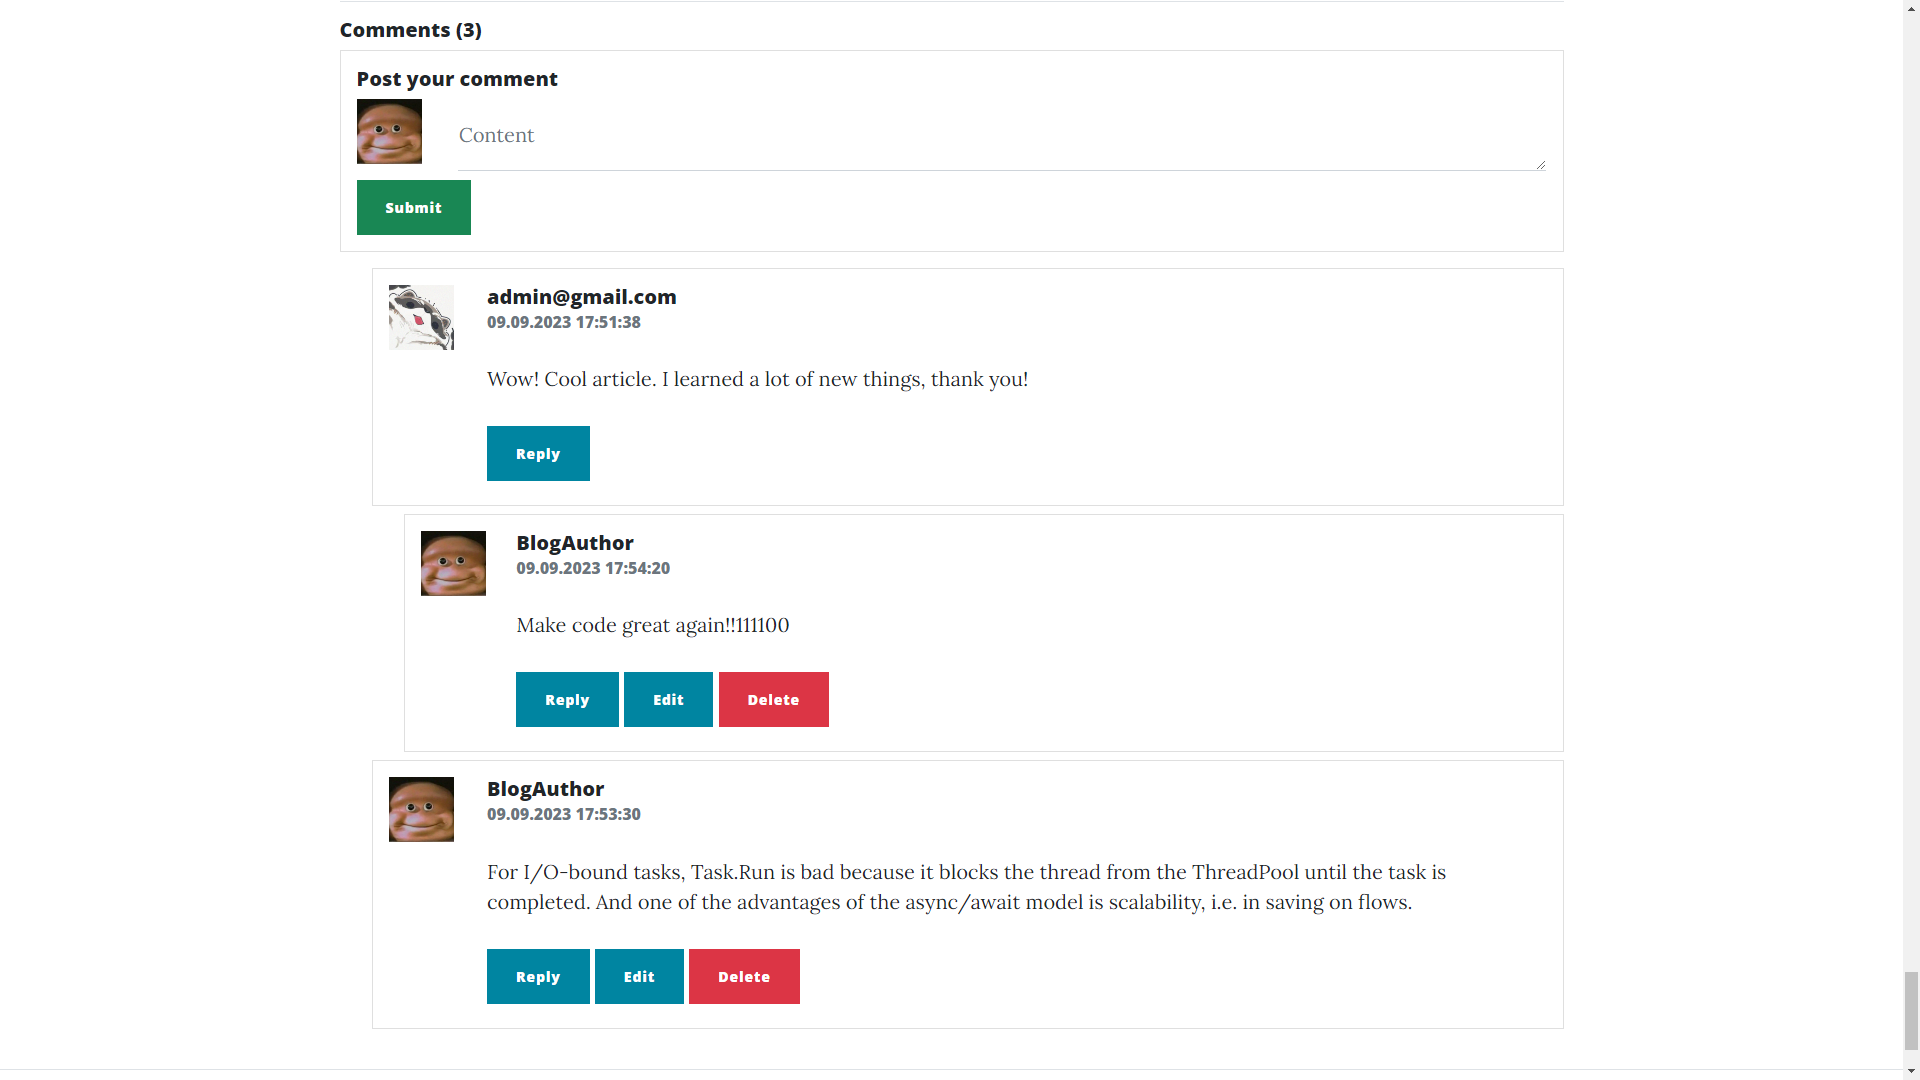 Comments (3)
Post your comment
Content
Submit
admin@gmail.com
09.09.2023 17:51:38
Wow! Cool article. I learned a lot of new things, thank you!
Reply
BlogAuthor
09.09.2023 17:54:20
Make code great again!!111100
Reply Edit Delete
BlogAuthor
09.09.2023 17:53:30
For I/O-bound tasks, Task.Run is bad because it blocks the thread from the ThreadPool until the task is
completed. And one of the advantages of the async/await model is scalability, i.e. in saving on flows.
Reply Edit Delete